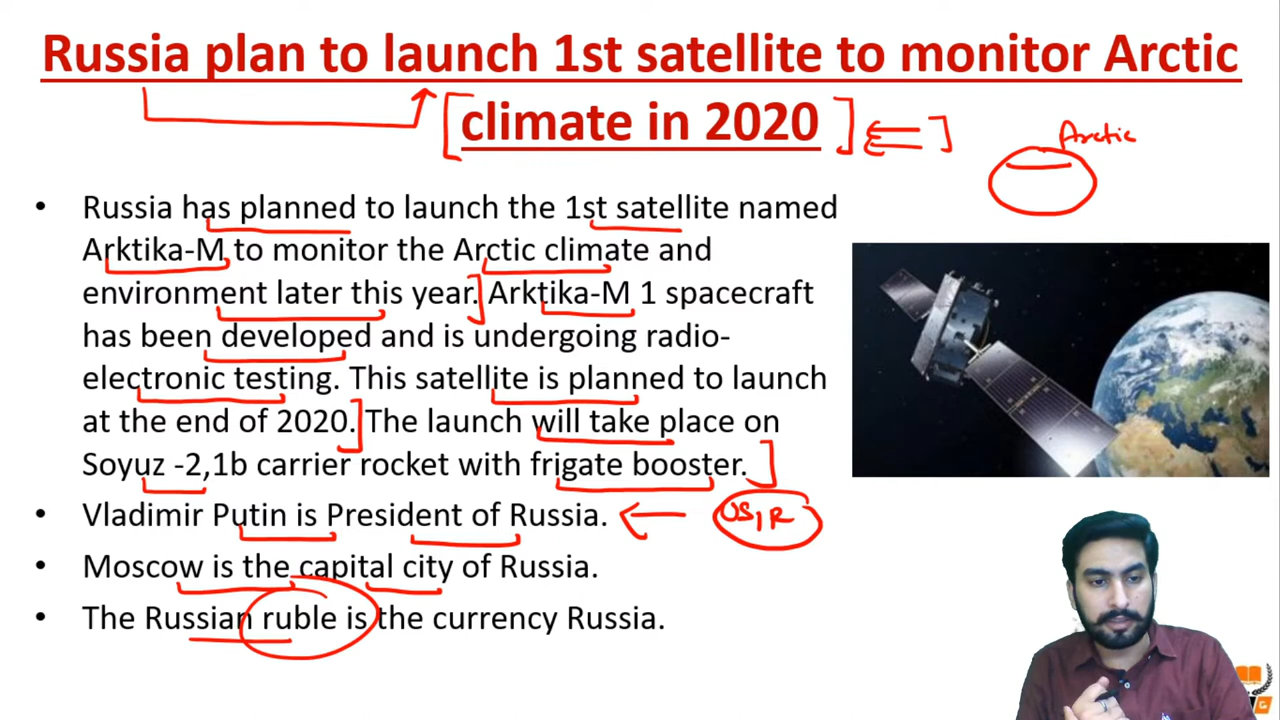 Russia plan to launch 1st satellite to monitor Arctic
climate in 2020
Arctic
Russia has planned to launch the 1st satellite named
Arktika-M to monitor the Arctic climate and
environment later this year. Arktika-M 1 spacecraft
has been developed and is undergoing radio-
electronic testing. This satellite is planned to launch
at the end of 2020. The launch will take place on
Soyuz -2,1b carrier rocket with frigate booster.
Vladimir Putin is President of Russia.
US, R
Moscow is the capital city of Russia.
The Russian ruble is the currency Russia.